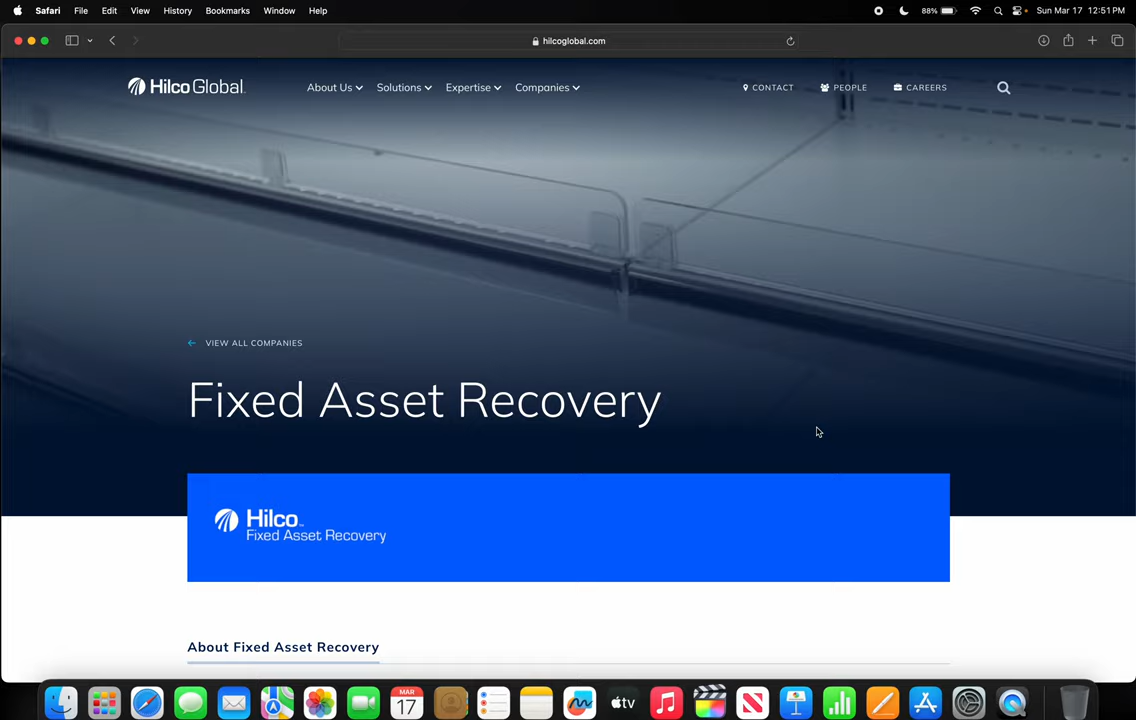 Safari File Edit View History Bookmarks Window Help 88% Sun Mar 17 12:51 PM
hilcoglobal.com
Hilco Global. About Us Solutions Expertise Companies CONTACT PEOPLE CAREERS
← VIEW ALL COMPANIES
Fixed Asset Recovery
Hilco™
Fixed Asset Recovery
About Fixed Asset Recovery
MAR
17
tv